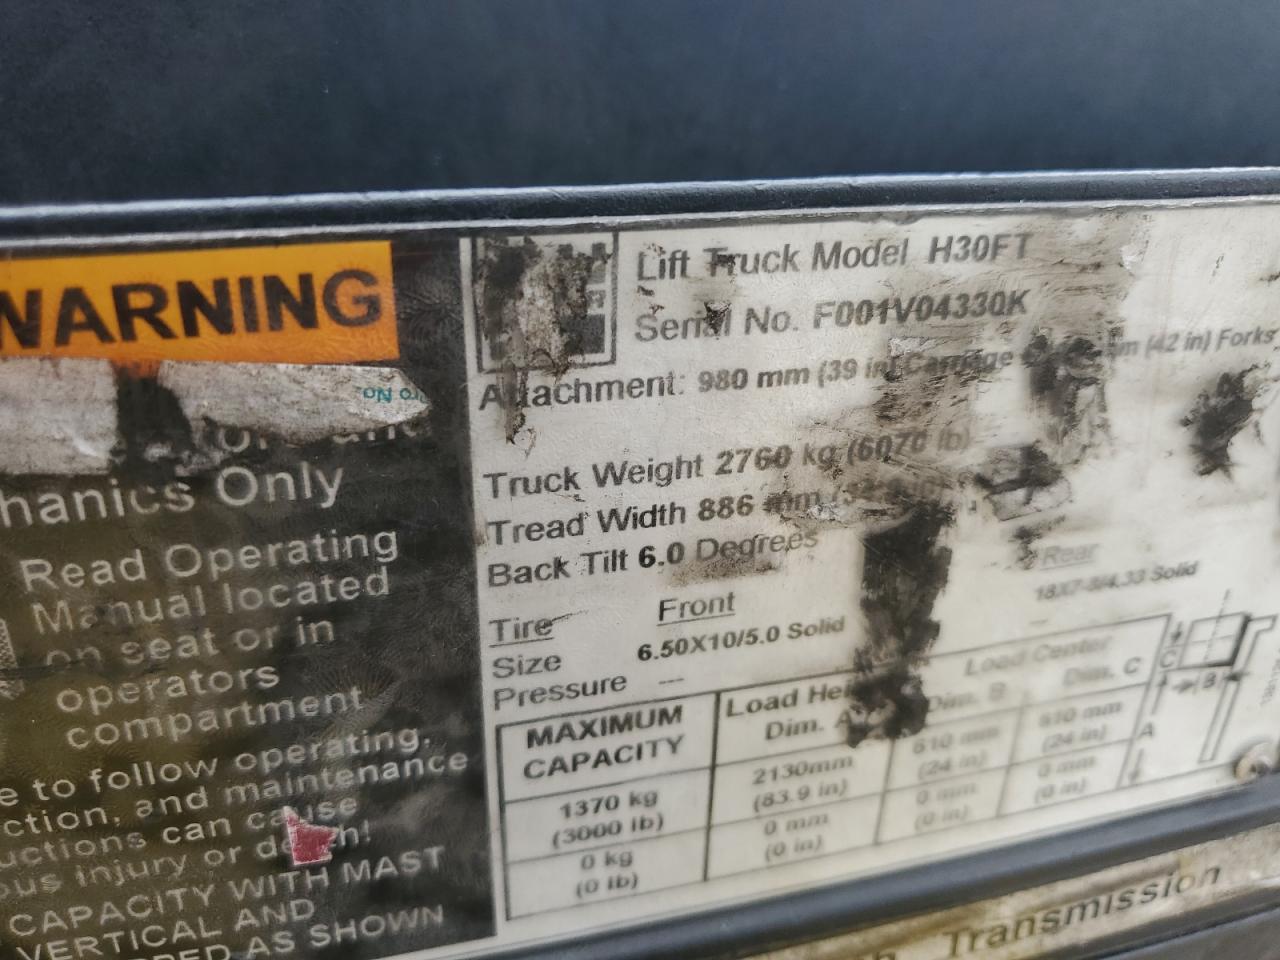 WARNING
Mechanics Only
Read Operating
Manual located
on seat or in
operators
compartment
to follow operating,
and maintenance
can cause
injury or death!
CAPACITY WITH MAST
VERTICAL AND
AS SHOWN
Lift Truck Model H30FT
Serial No. F001V04330K
Attachment: 980 mm (39 in) Carriage (42 in) Forks
Truck Weight 2760 kg (6070 lb)
Tread Width 886 mm
Back Tilt 6.0 Degrees
Tire Front Rear
Size 6.50X10/5.0 Solid 18X7-8/4.33 Solid
Pressure ---
MAXIMUM
CAPACITY
Load
Dim. A
Load Center
Dim. B Dim. C
1370 kg 2130mm 610 mm 610 mm
(3000 lb) (83.9 in) (24 in) (24 in)
0 kg 0 mm 0 mm 0 mm
(0 lb) (0 in) (0 in) (0 in)
C
B
A
Transmission